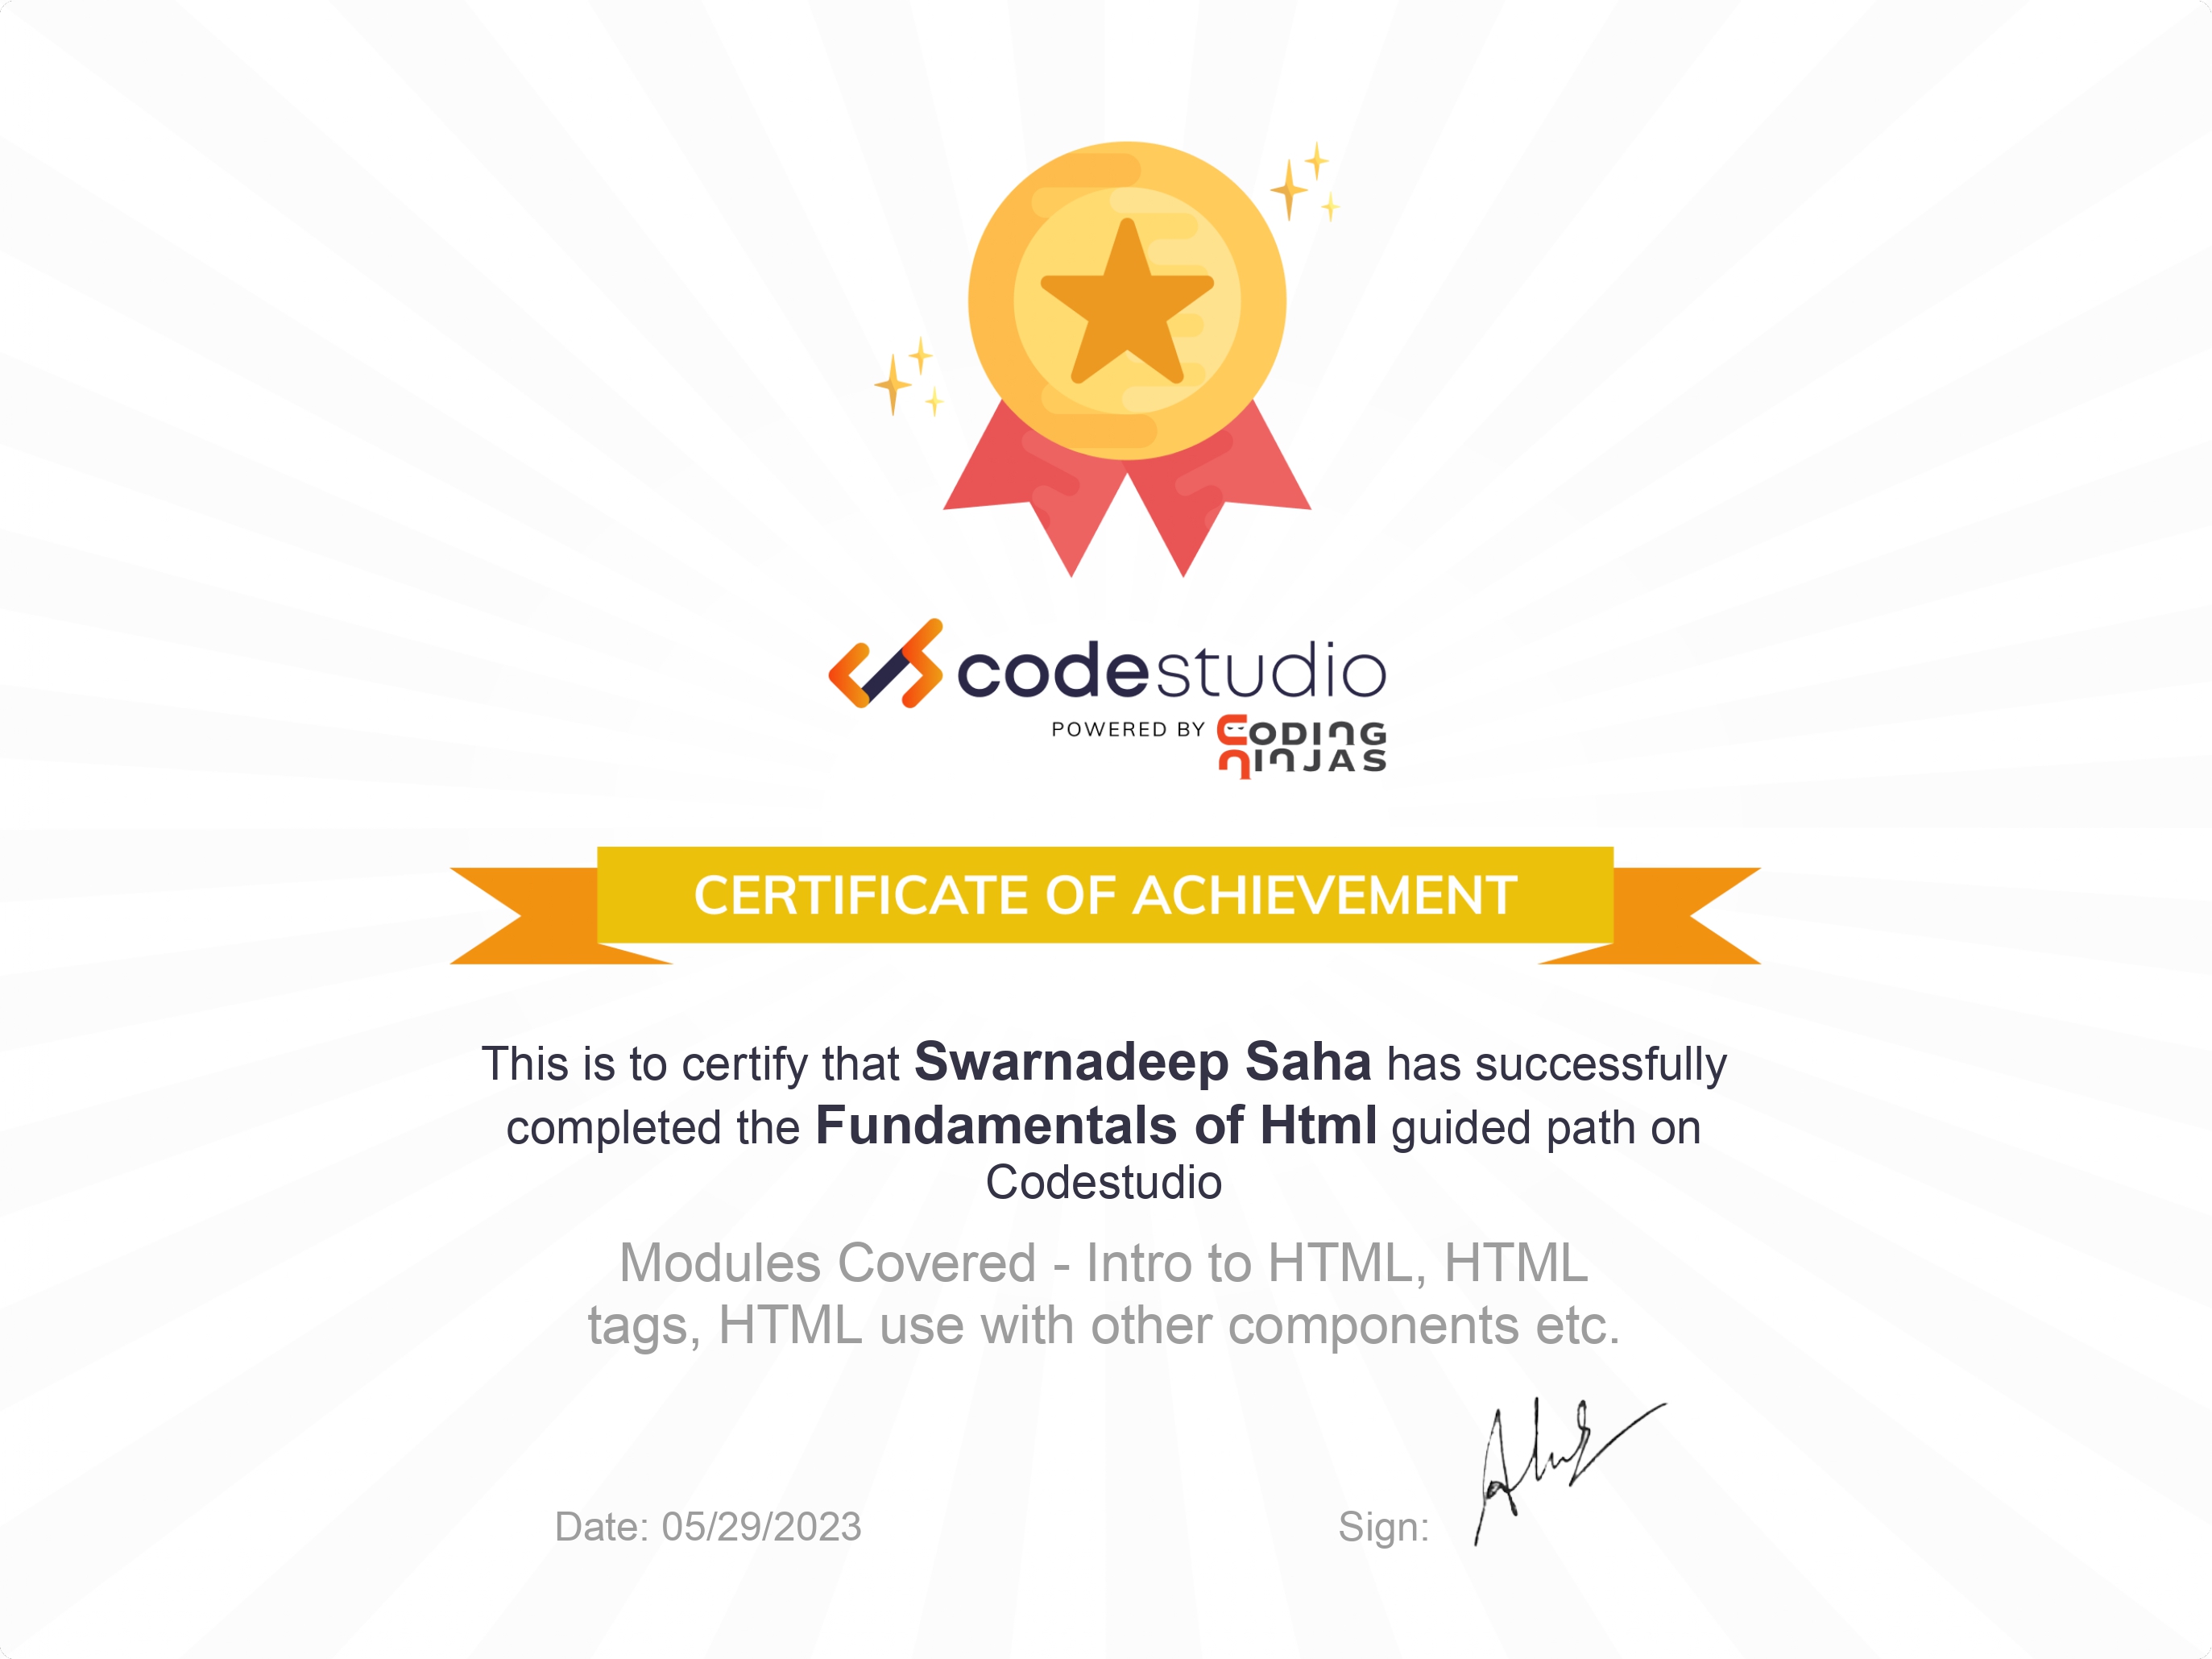 codestudio
POWERED BY CODING NINJAS
CERTIFICATE OF ACHIEVEMENT
This is to certify that Swarnadeep Saha has successfully
completed the Fundamentals of Html guided path on
Codestudio
Modules Covered - Intro to HTML, HTML
tags, HTML use with other components etc.
Date: 05/29/2023
Sign: